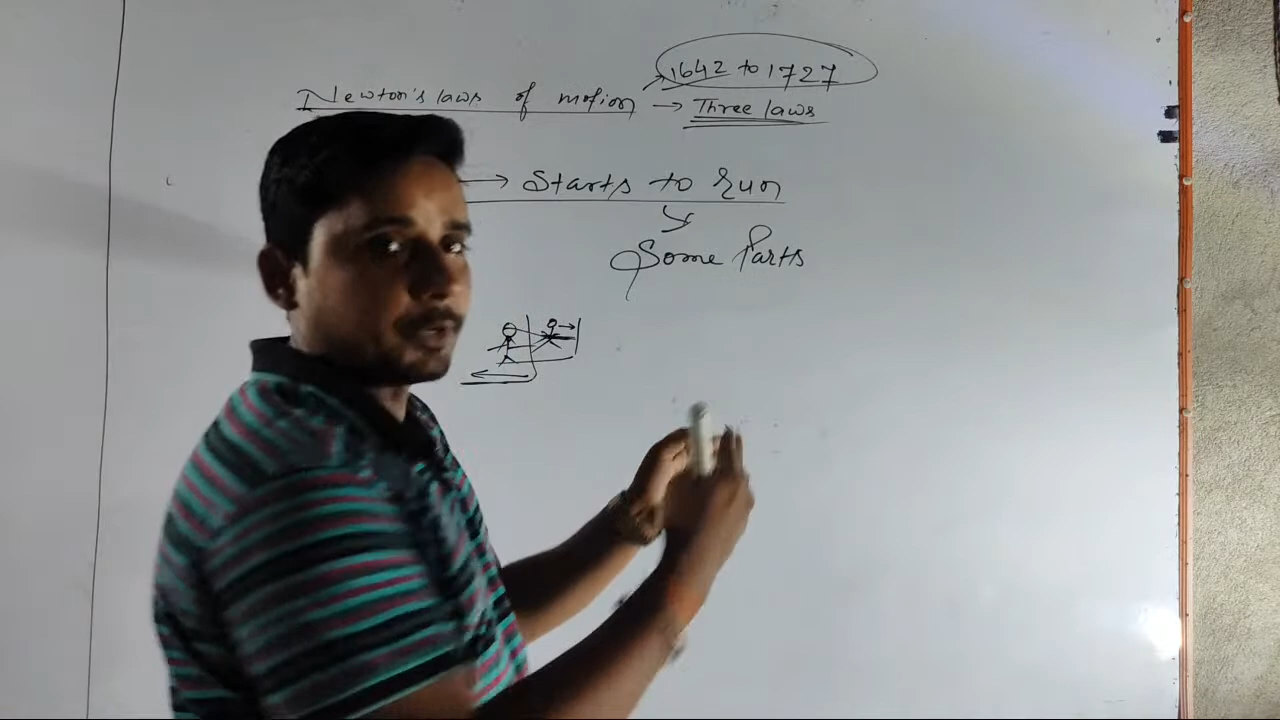 1642 to 1727
Newton's laws of motion → Three laws
→ Starts to run
Some Parts